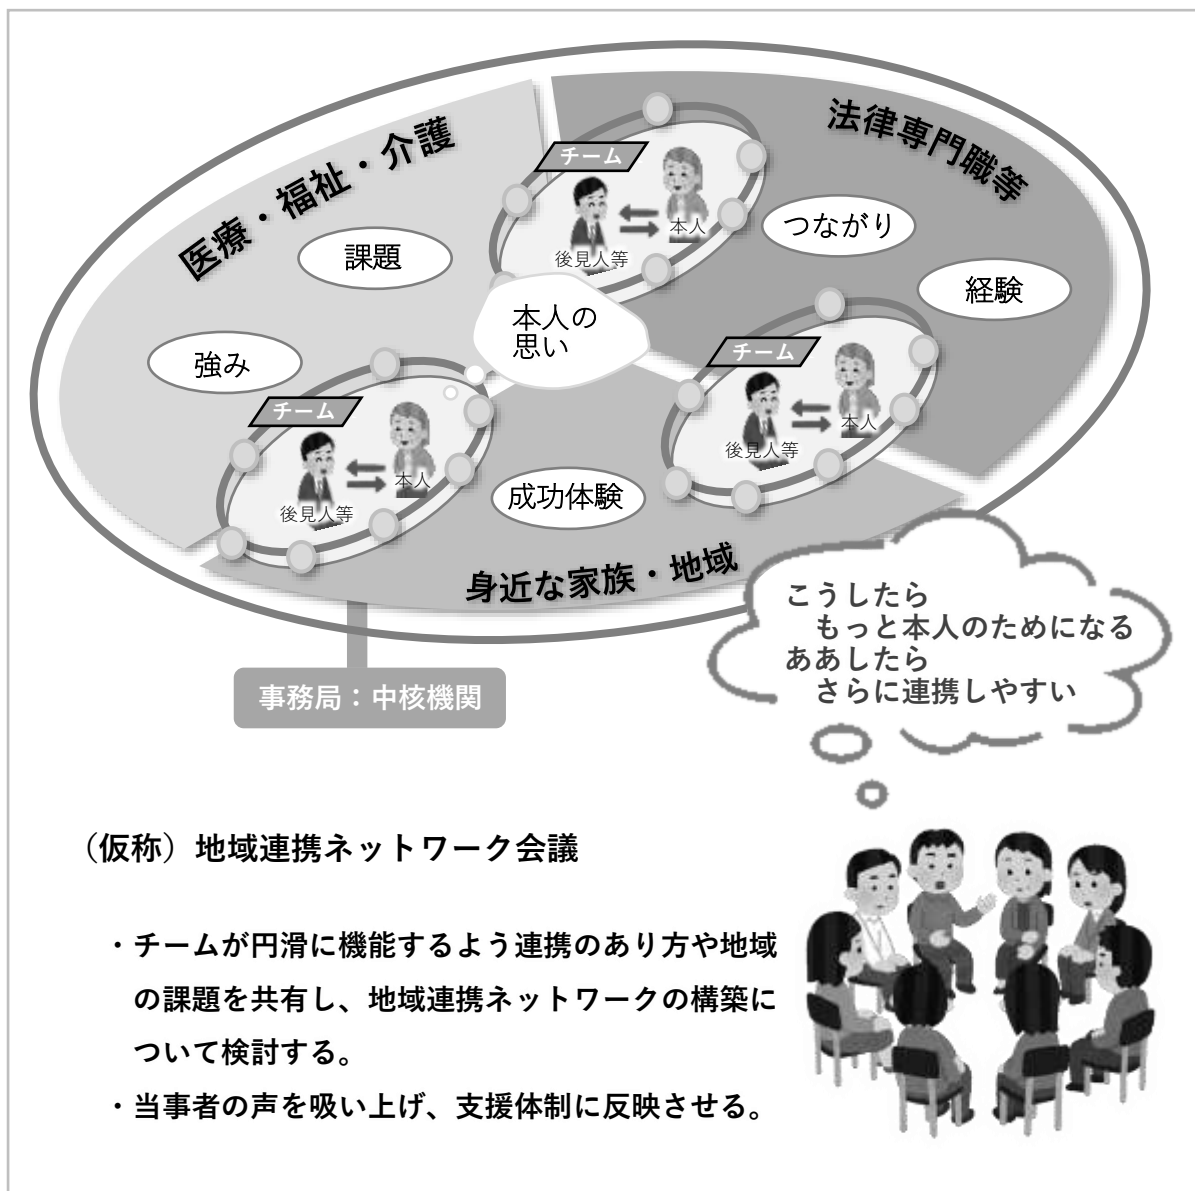 医療・福祉・介護
法律専門職等
チーム
後見人等
本人
つながり
課題
経験
本人の
思い
強み
チーム
後見人等
本人
チーム
後見人等
本人
成功体験
身近な家族・地域
事務局：中核機関
こうしたら
もっと本人のためになる
ああしたら
さらに連携しやすい
（仮称）地域連携ネットワーク会議
・チームが円滑に機能するよう連携のあり方や地域
の課題を共有し、地域連携ネットワークの構築に
ついて検討する。
・当事者の声を吸い上げ、支援体制に反映させる。